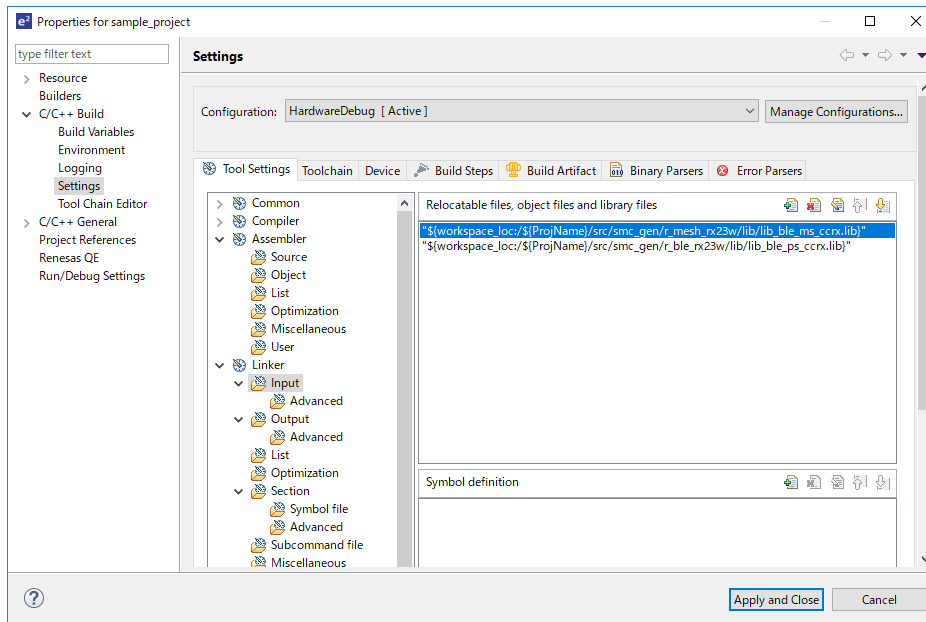 e² Properties for sample_project
type filter text
Settings
Resource
Builders
C/C++ Build
Build Variables
Environment
Logging
Settings
Tool Chain Editor
C/C++ General
Project References
Renesas QE
Run/Debug Settings
Configuration: HardwareDebug [ Active ] Manage Configurations...
Tool Settings Toolchain Device Build Steps Build Artifact Binary Parsers Error Parsers
Common
Compiler
Assembler
Source
Object
List
Optimization
Miscellaneous
User
Linker
Input
Advanced
Output
Advanced
List
Optimization
Section
Symbol file
Advanced
Subcommand file
Miscellaneous
Relocatable files, object files and library files
"${workspace_loc:/${ProjName}/src/smc_gen/r_mesh_rx23w/lib/lib_ble_ms_ccrx.lib}"
"${workspace_loc:/${ProjName}/src/smc_gen/r_ble_rx23w/lib/lib_ble_ps_ccrx.lib}"
Symbol definition
?
Apply and Close Cancel